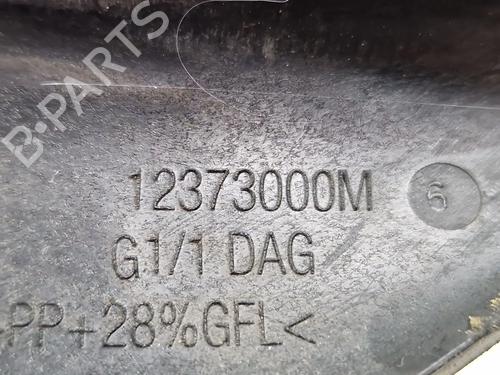 B-PARTS
12373000M
6
G1/1 DAG
PP+28%GFL<